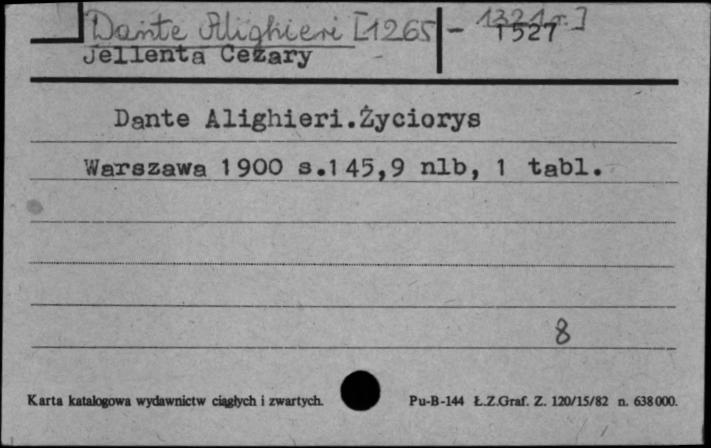 Dante Alighieri [1265 - 1321 r.]
1527
Jellenta Cezary
Dante Alighieri.Życiorys
Warszawa 1900 s.145,9 nlb, 1 tabl.
8
Karta katalogowa wydawnictw ciągłych i zwartych. Pu-B-144 Ł.Z.Graf. Z. 120/15/82 n. 638000.